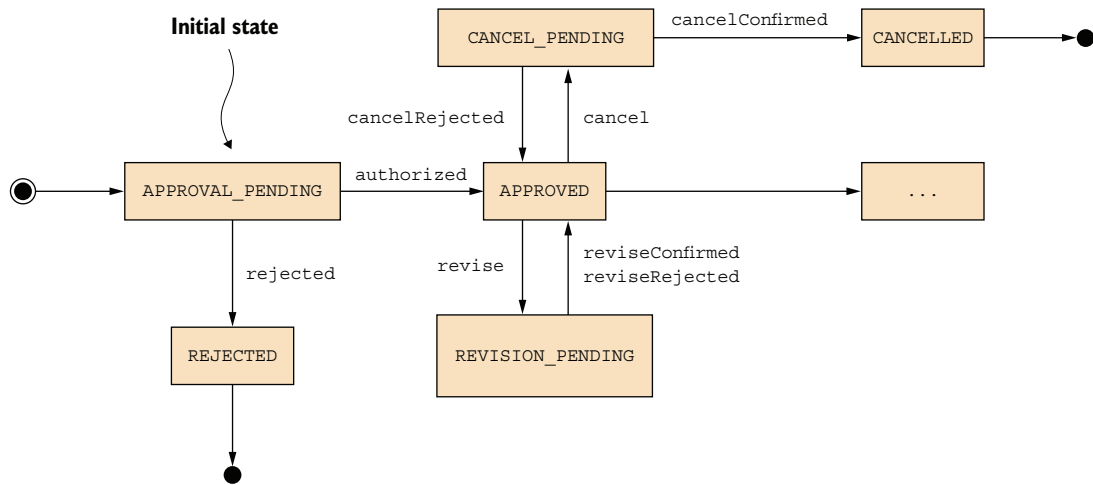 Initial state
CANCEL_PENDING
cancelConfirmed
CANCELLED
cancelRejected
cancel
APPROVAL_PENDING
authorized
APPROVED
...
rejected
revise
reviseConfirmed
reviseRejected
REJECTED
REVISION_PENDING